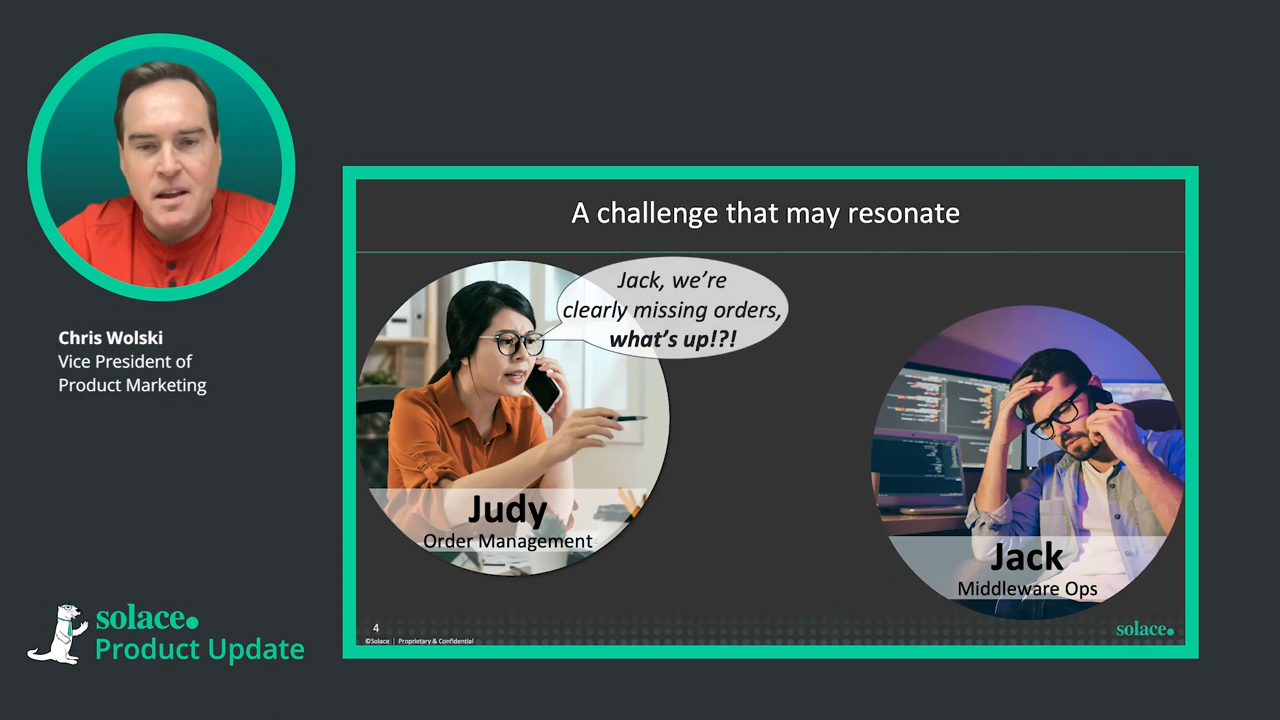 Chris Wolski
Vice President of
Product Marketing
solace.
Product Update
A challenge that may resonate
Jack, we’re
clearly missing orders,
what’s up!?!
Judy
Order Management
Jack
Middleware Ops
4
©Solace | Proprietary & Confidential
solace.